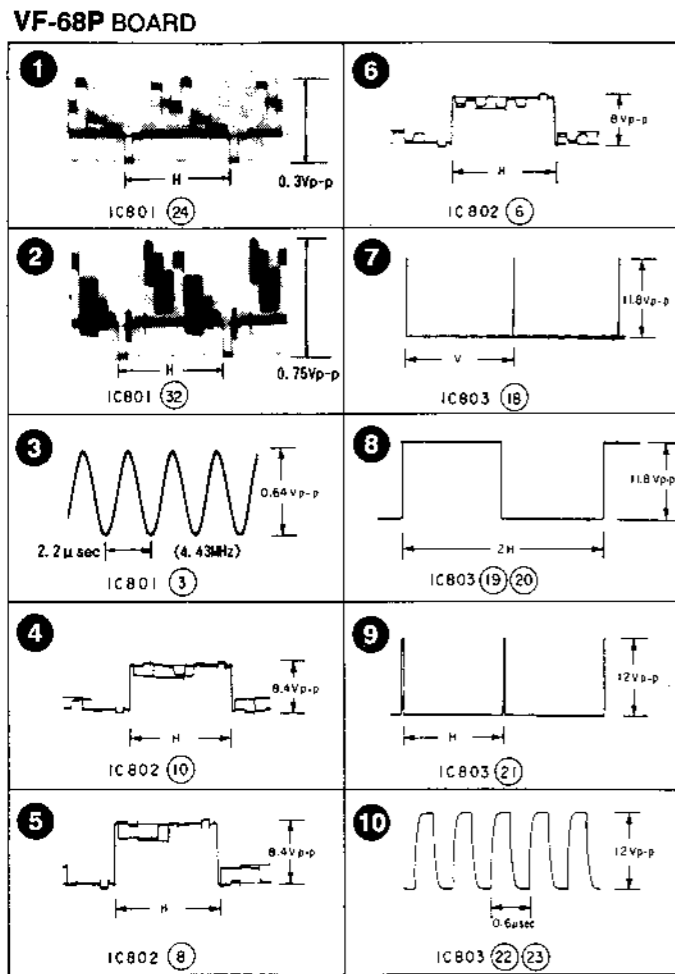 VF-68P BOARD
1
H
0.3Vp-p
IC801 24
2
H
0.75Vp-p
IC801 32
3
0.64Vp-p
2.2µsec
(4.43MHz)
IC801 3
4
8.4Vp-p
H
IC802 10
5
8.4Vp-p
H
IC802 8
6
8Vp-p
H
IC802 6
7
11.8Vp-p
V
IC803 18
8
11.8Vp-p
2H
IC803 19 20
9
12Vp-p
H
IC803 21
10
12Vp-p
0.6µsec
IC803 22 23